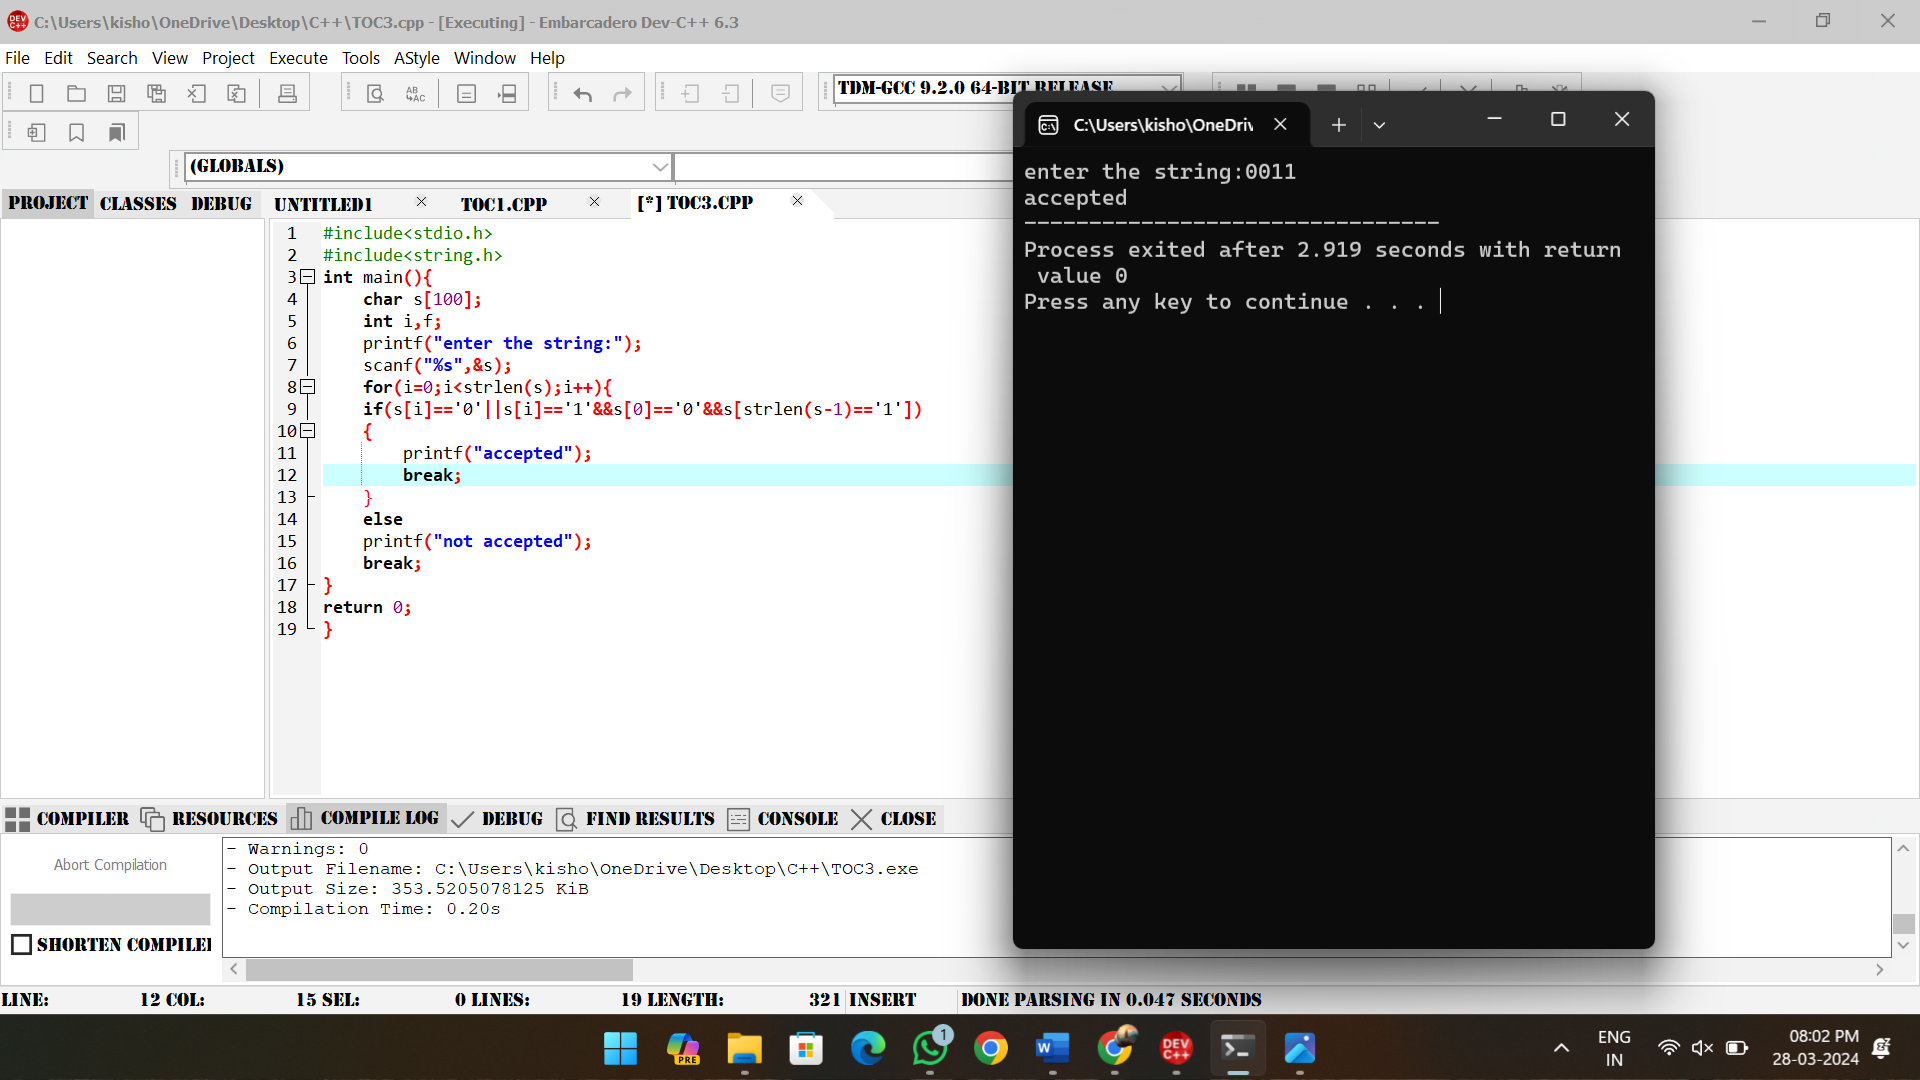 C:\Users\kisho\OneDrive\Desktop\C++\TOC3.cpp - [Executing] - Embarcadero Dev-C++ 6.3
File Edit Search View Project Execute Tools AStyle Window Help
TDM-GCC 9.2.0 64-BIT RELEASE
(GLOBALS)
PROJECT CLASSES DEBUG UNTITLED1 TOC1.CPP [*] TOC3.CPP
1 #include<stdio.h>
2 #include<string.h>
3 int main(){
4 char s[100];
5 int i,f;
6 printf("enter the string:");
7 scanf("%s",&s);
8 for(i=0;i<strlen(s);i++){
9 if(s[i]=='0'||s[i]=='1'&&s[0]=='0'&&s[strlen(s-1)=='1'])
10 {
11 printf("accepted");
12 break;
13 }
14 else
15 printf("not accepted");
16 break;
17 }
18 return 0;
19 }
C:\Users\kisho\OneDriv
enter the string:0011
accepted
--------------------------------
Process exited after 2.919 seconds with return
value 0
Press any key to continue . . .
COMPILER RESOURCES COMPILE LOG DEBUG FIND RESULTS CONSOLE CLOSE
Abort Compilation
SHORTEN COMPILER
- Warnings: 0
- Output Filename: C:\Users\kisho\OneDrive\Desktop\C++\TOC3.exe
- Output Size: 353.5205078125 KiB
- Compilation Time: 0.20s
LINE: 12 COL: 15 SEL: 0 LINES: 19 LENGTH: 321 INSERT DONE PARSING IN 0.047 SECONDS
PRE
1
DEV C++
ENG
IN
08:02 PM
28-03-2024